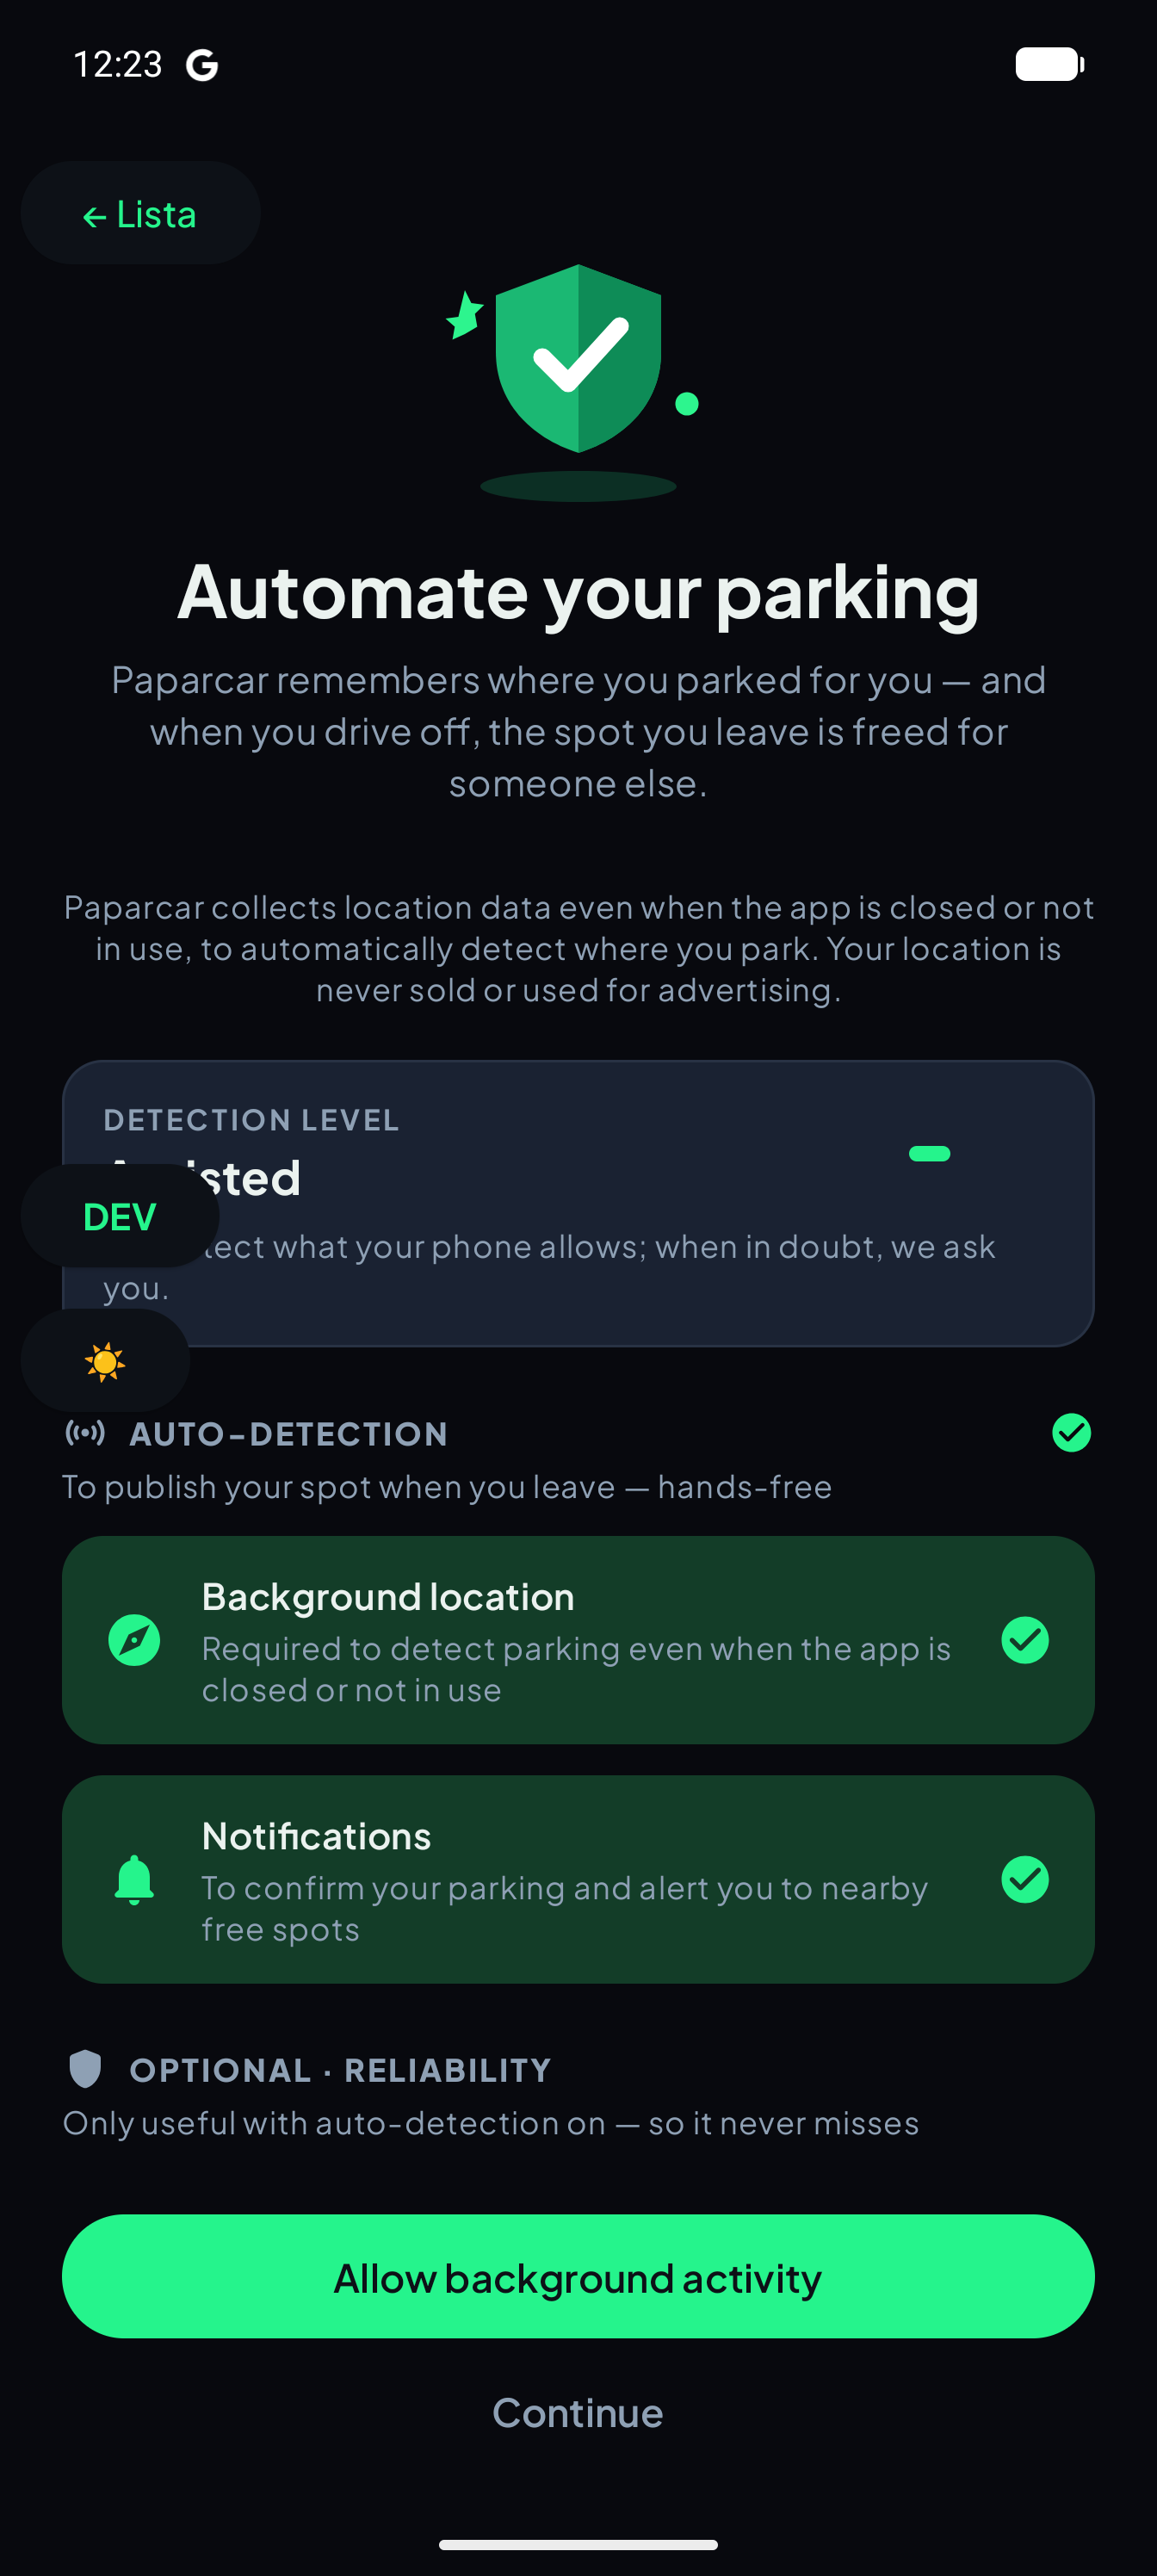 12:23
← Lista
Automate your parking
Paparcar remembers where you parked for you — and
when you drive off, the spot you leave is freed for
someone else.
Paparcar collects location data even when the app is closed or not
in use, to automatically detect where you park. Your location is
never sold or used for advertising.
DETECTION LEVEL
DEV
what your phone allows; when in doubt, we ask
you.
AUTO-DETECTION
To publish your spot when you leave — hands-free
Background location
Required to detect parking even when the app is
closed or not in use
Notifications
To confirm your parking and alert you to nearby
free spots
OPTIONAL · RELIABILITY
Only useful with auto-detection on — so it never misses
Allow background activity
Continue